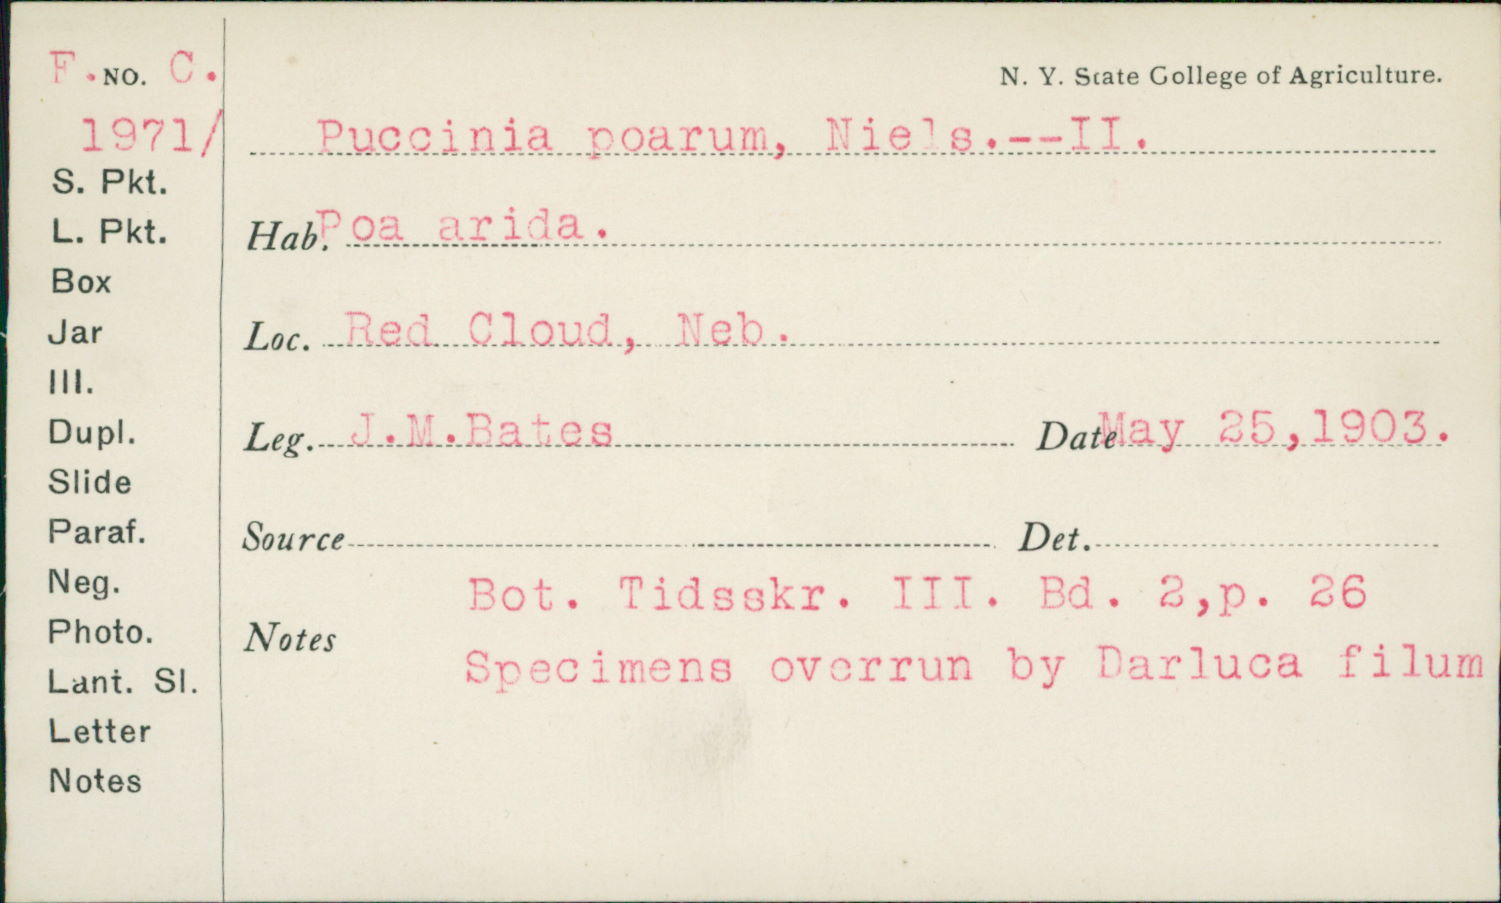 F. NO. C.
N. Y. State College of Agriculture.
1971/
Puccinia poarum, Niels.--II.
S. Pkt.
L. Pkt.
Hab. Poa arida.
Box
Jar
Loc. Red Cloud, Neb.
Ill.
Dupl.
Leg. J.M.Bates
Date May 25,1903.
Slide
Paraf.
Source
Det.
Neg.
Bot. Tidsskr. III. Bd. 2,p. 26
Photo.
Notes
Specimens overrun by Darluca filum
Lant. Sl.
Letter
Notes